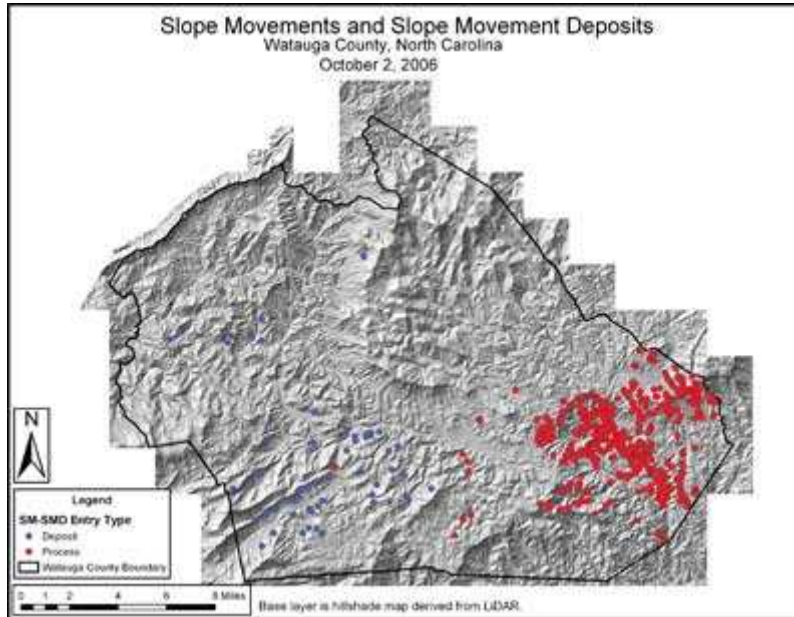 Slope Movements and Slope Movement Deposits
Watauga County, North Carolina
October 2, 2006
N
Legend
SM-SMD Entry Type
Deposit
Process
Watauga County Boundary
0 1 2 4 6 8 Miles
Base layer is hillshade map derived from LiDAR.